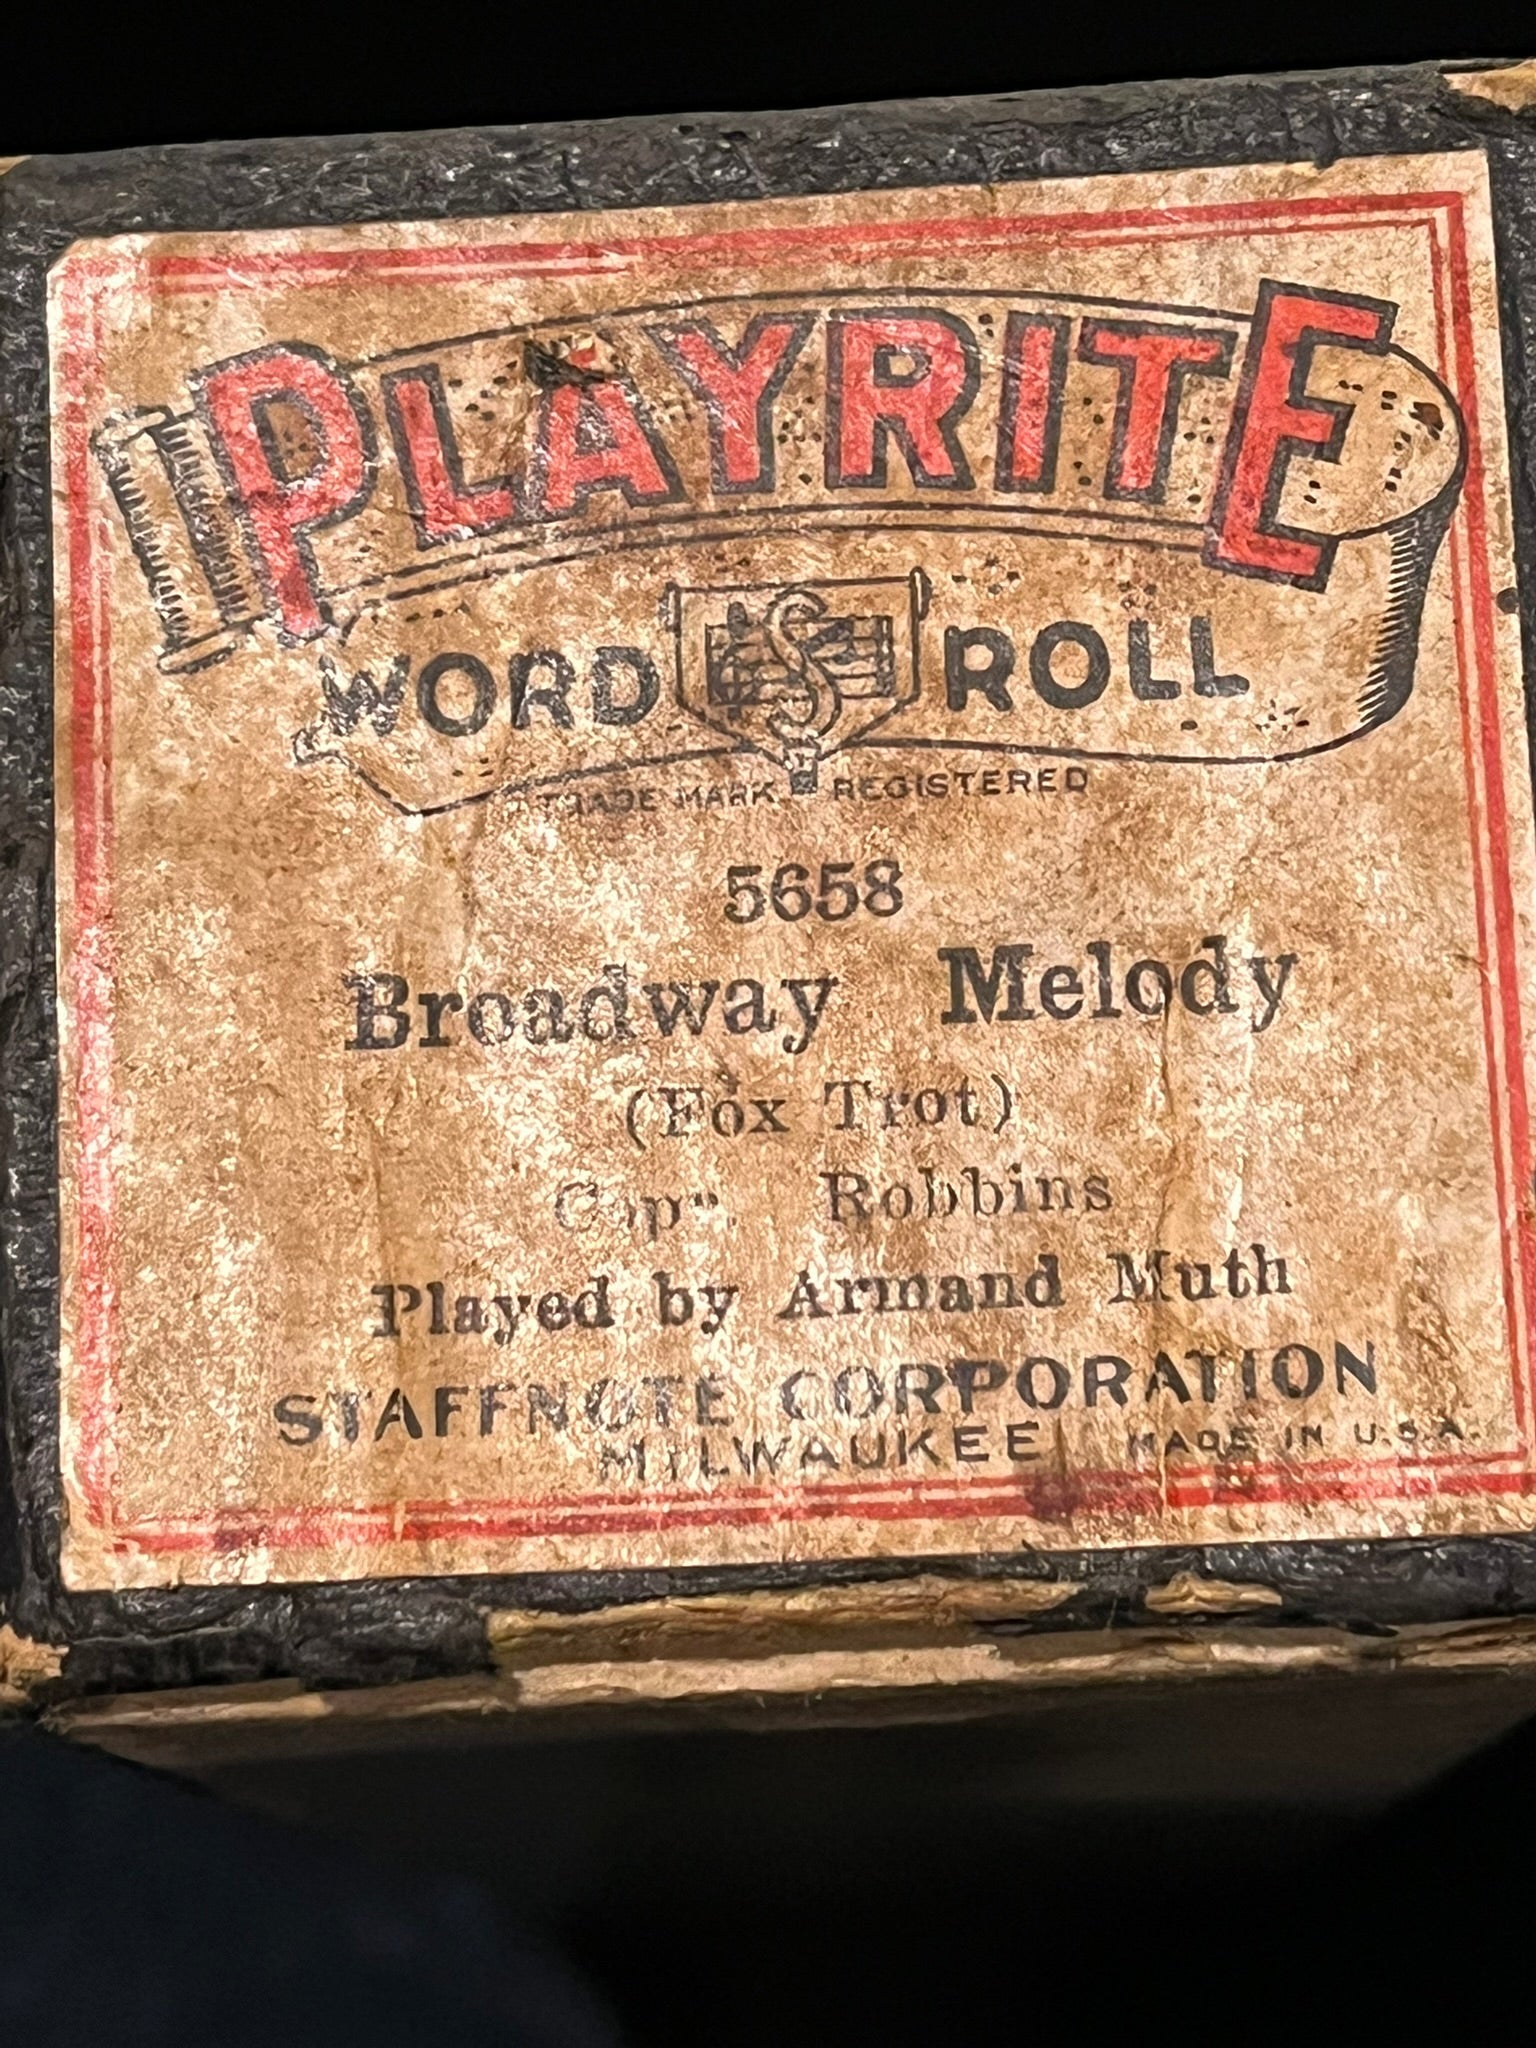 PLAYRITE
WORD ROLL
TRADE MARK REGISTERED
5658
Broadway Melody
(Fox Trot)
Robbins
Played by Armand Muth
STAFFNOTE CORPORATION
MILWAUKEE MADE IN U.S.A.